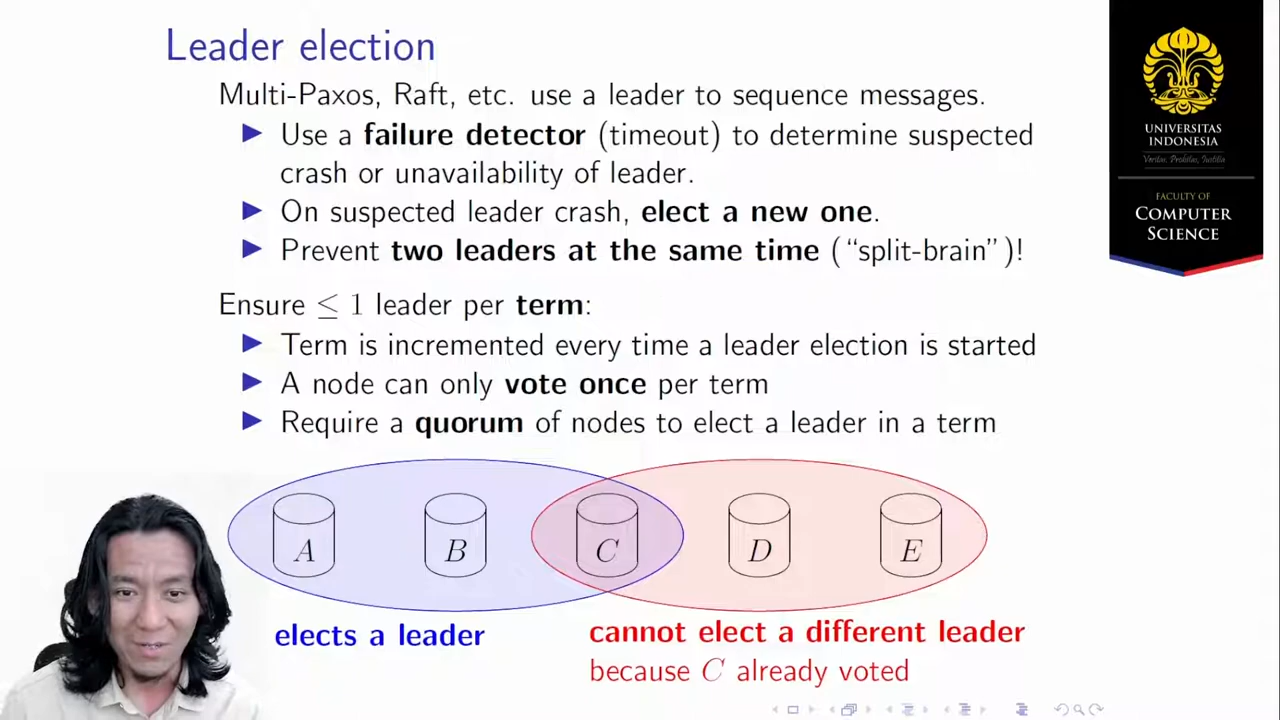 Leader election
Multi-Paxos, Raft, etc. use a leader to sequence messages.
Use a failure detector (timeout) to determine suspected
crash or unavailability of leader.
On suspected leader crash, elect a new one.
Prevent two leaders at the same time (“split-brain”)!
Ensure ≤ 1 leader per term:
Term is incremented every time a leader election is started
A node can only vote once per term
Require a quorum of nodes to elect a leader in a term
A B C D E
elects a leader
cannot elect a different leader
because C already voted
UNIVERSITAS
INDONESIA
Veritas, Probitas, Justitia
FACULTY OF
COMPUTER
SCIENCE